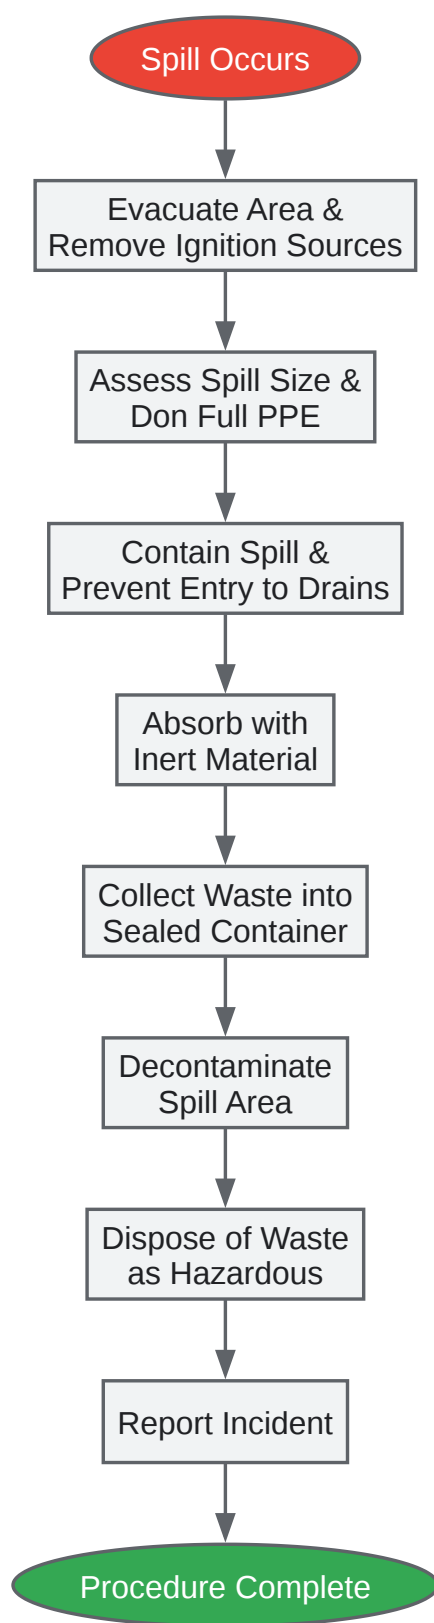 Spill Occurs
Evacuate Area &
Remove Ignition Sources
Assess Spill Size &
Don Full PPE
Contain Spill &
Prevent Entry to Drains
Absorb with
Inert Material
Collect Waste into
Sealed Container
Decontaminate
Spill Area
Dispose of Waste
as Hazardous
Report Incident
Procedure Complete